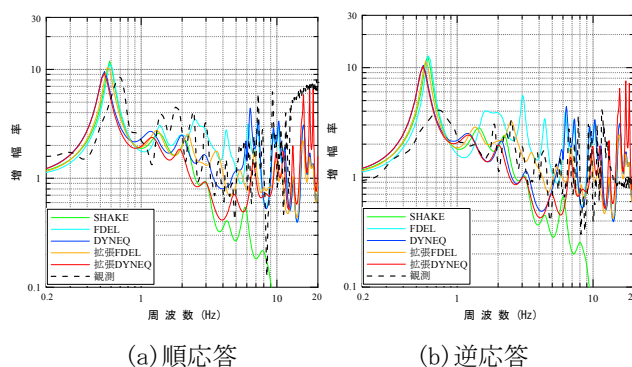 30
10
1
0.1
増 幅 率
SHAKE
FDEL
DYNEQ
拡張FDEL
拡張DYNEQ
観測
0.2
1
10
20
周 波 数 (Hz)
(a)順応答
30
10
1
0.1
増 幅 率
SHAKE
FDEL
DYNEQ
拡張FDEL
拡張DYNEQ
観測
0.2
1
10
20
周 波 数 (Hz)
(b)逆応答